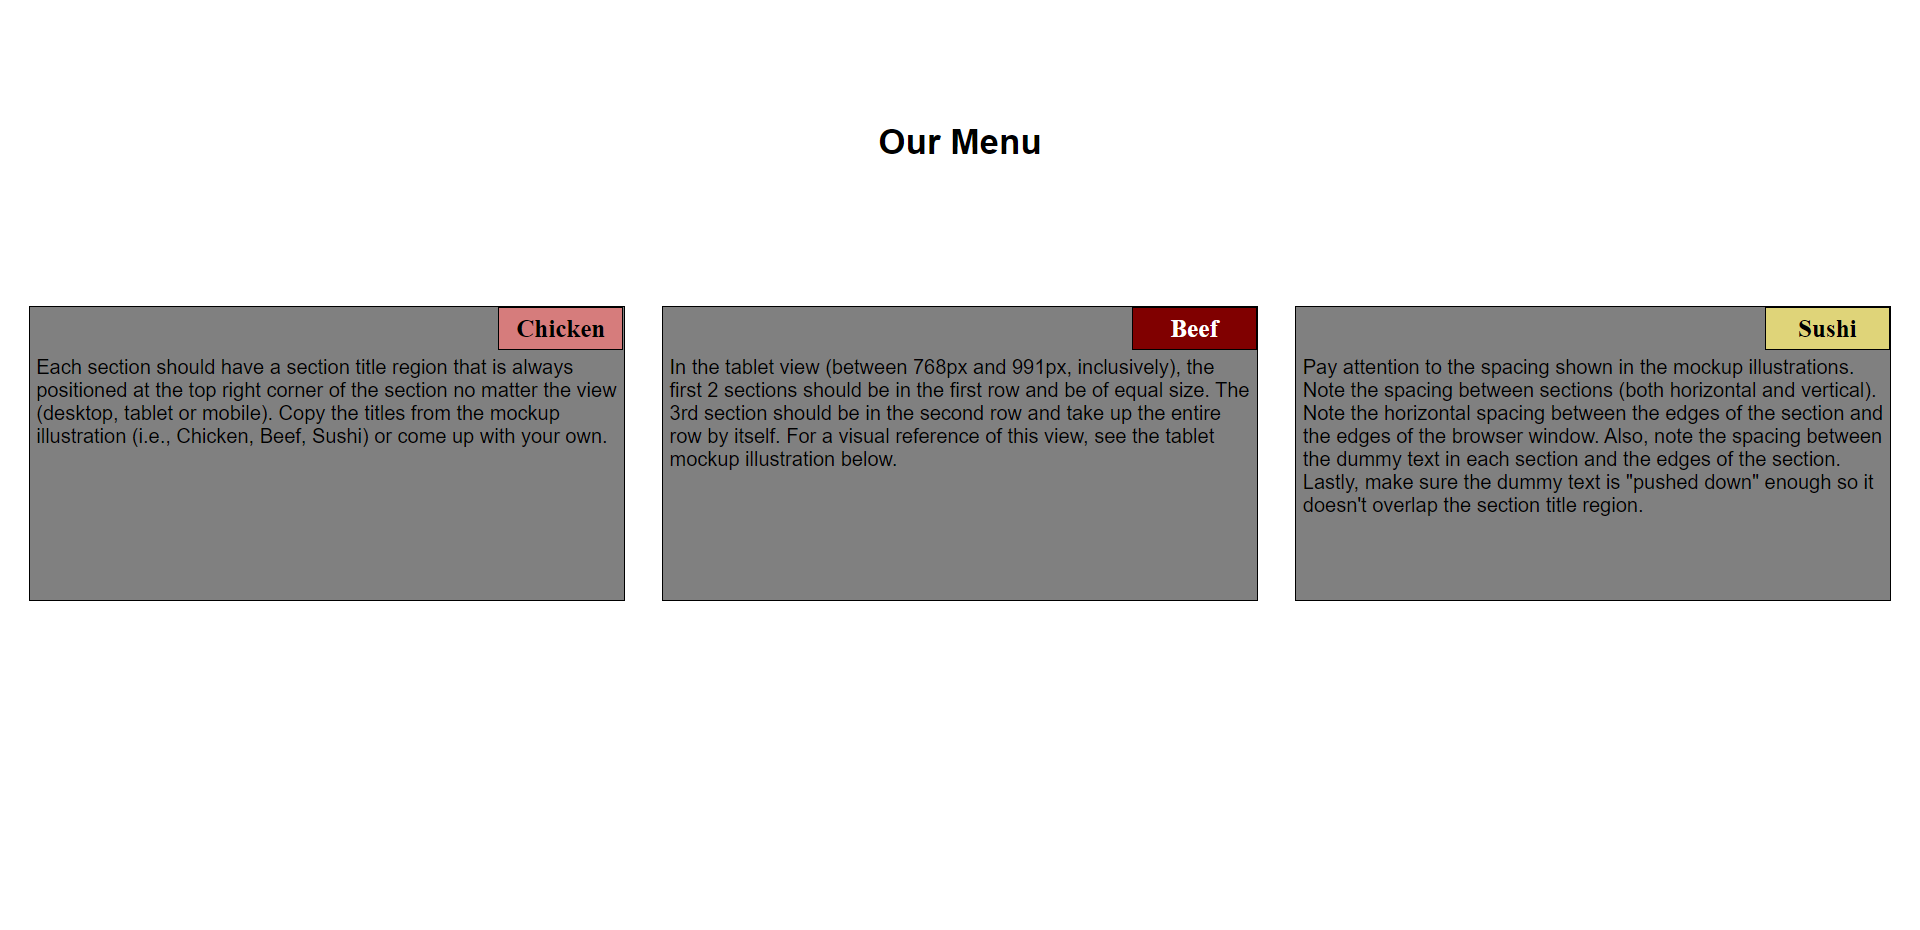 Our Menu
Chicken
Each section should have a section title region that is always
positioned at the top right corner of the section no matter the view
(desktop, tablet or mobile). Copy the titles from the mockup
illustration (i.e., Chicken, Beef, Sushi) or come up with your own.
Beef
In the tablet view (between 768px and 991px, inclusively), the
first 2 sections should be in the first row and be of equal size. The
3rd section should be in the second row and take up the entire
row by itself. For a visual reference of this view, see the tablet
mockup illustration below.
Sushi
Pay attention to the spacing shown in the mockup illustrations.
Note the spacing between sections (both horizontal and vertical).
Note the horizontal spacing between the edges of the section and
the edges of the browser window. Also, note the spacing between
the dummy text in each section and the edges of the section.
Lastly, make sure the dummy text is "pushed down" enough so it
doesn't overlap the section title region.